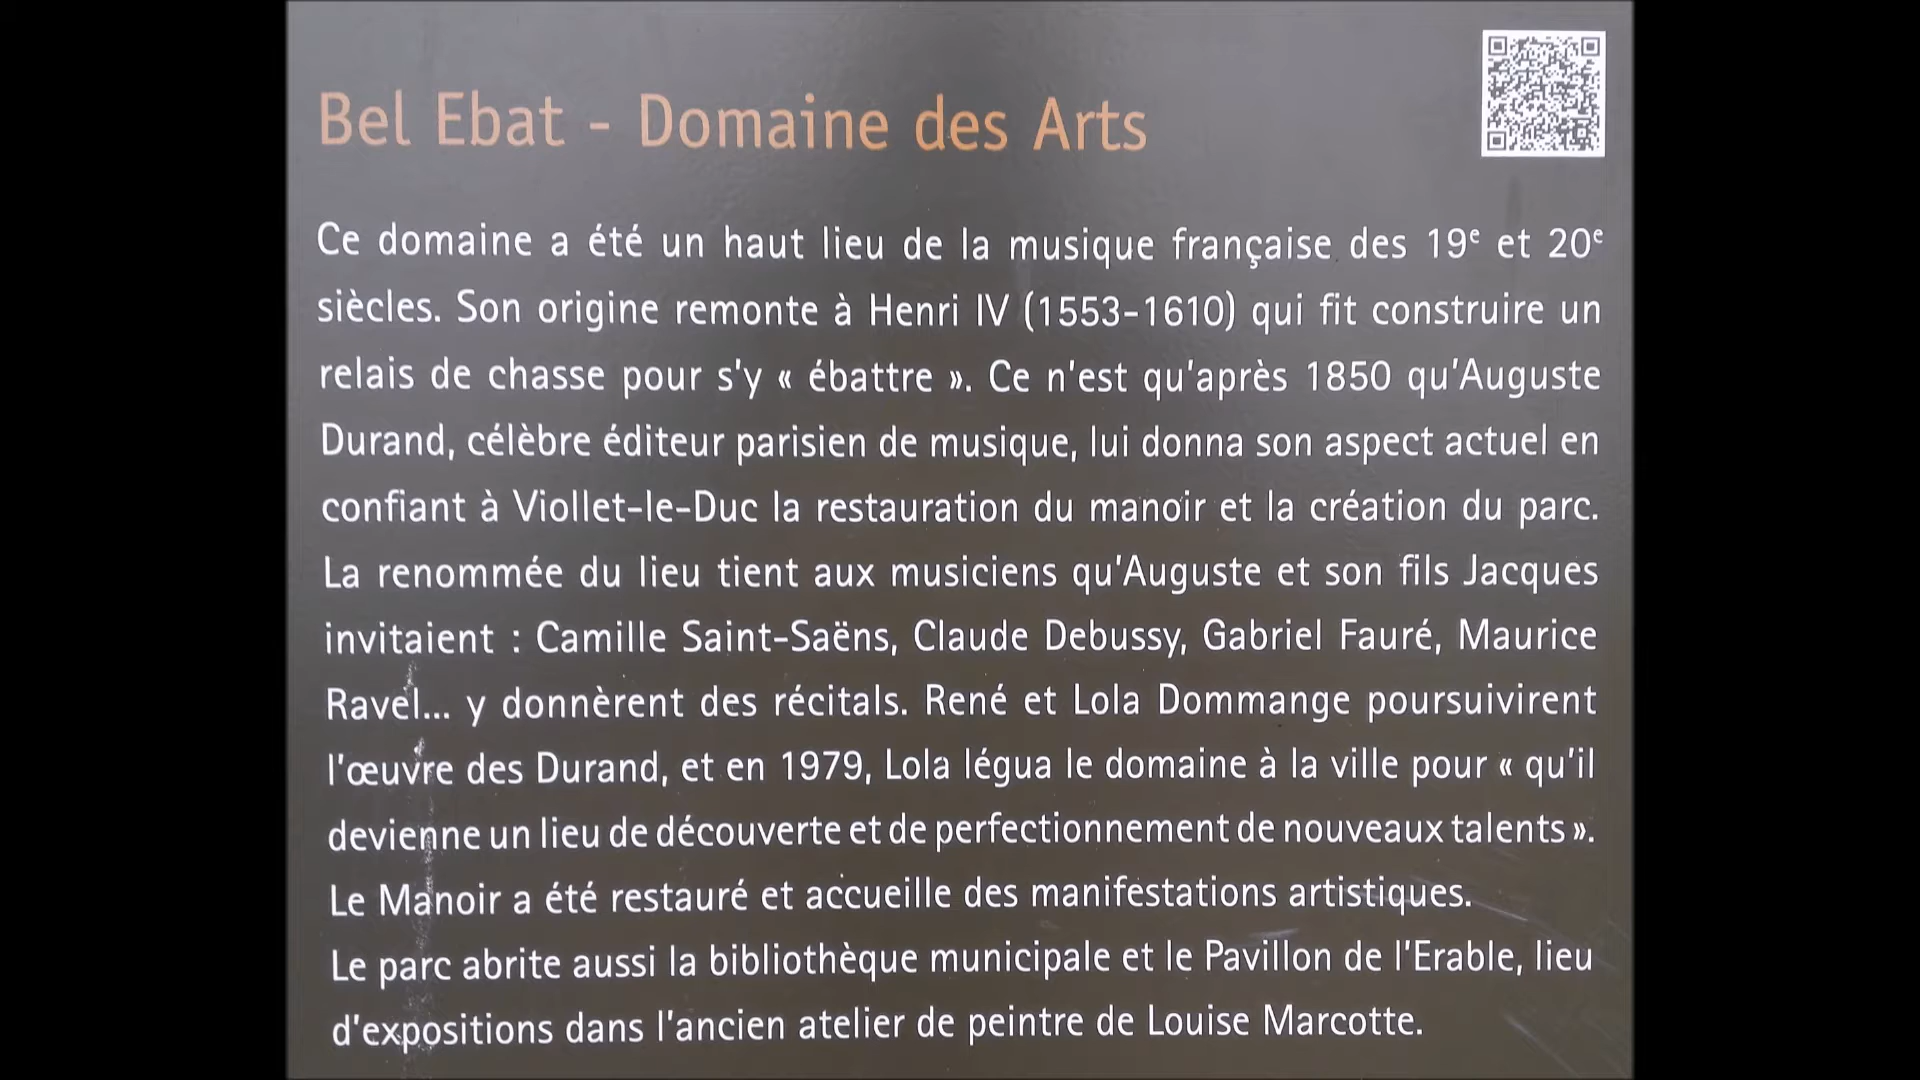 Bel Ebat - Domaine des Arts
Ce domaine a été un haut lieu de la musique française des 19e et 20e
siècles. Son origine remonte à Henri IV (1553-1610) qui fit construire un
relais de chasse pour s'y « ébattre ». Ce n'est qu'après 1850 qu'Auguste
Durand, célèbre éditeur parisien de musique, lui donna son aspect actuel en
confiant à Viollet-le-Duc la restauration du manoir et la création du parc.
La renommée du lieu tient aux musiciens qu'Auguste et son fils Jacques
invitaient : Camille Saint-Saëns, Claude Debussy, Gabriel Fauré, Maurice
Ravel... y donnèrent des récitals. René et Lola Dommange poursuivirent
l'œuvre des Durand, et en 1979, Lola légua le domaine à la ville pour « qu'il
devienne un lieu de découverte et de perfectionnement de nouveaux talents ».
Le Manoir a été restauré et accueille des manifestations artistiques.
Le parc abrite aussi la bibliothèque municipale et le Pavillon de l'Erable, lieu
d'expositions dans l'ancien atelier de peintre de Louise Marcotte.